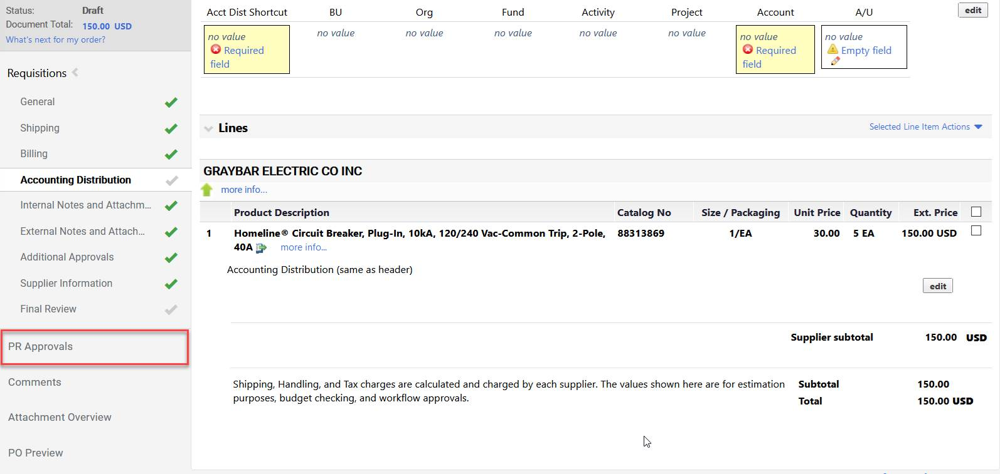 Status: Draft
Document Total: 150.00 USD
What's next for my order?
Requisitions
General
Shipping
Billing
Accounting Distribution
Internal Notes and Attachm...
External Notes and Attach...
Additional Approvals
Supplier Information
Final Review
PR Approvals
Comments
Attachment Overview
PO Preview
Acct Dist Shortcut BU Org Fund Activity Project Account A/U
edit
no value no value no value no value no value no value no value no value
Required field
Required field
Empty field
Lines
Selected Line Item Actions
GRAYBAR ELECTRIC CO INC
more info...
Product Description Catalog No Size / Packaging Unit Price Quantity Ext. Price
1 Homeline® Circuit Breaker, Plug-In, 10kA, 120/240 Vac-Common Trip, 2-Pole, 88313869 1/EA 30.00 5 EA 150.00 USD
40A more info...
Accounting Distribution (same as header)
edit
Supplier subtotal 150.00 USD
Shipping, Handling, and Tax charges are calculated and charged by each supplier. The values shown here are for estimation
purposes, budget checking, and workflow approvals.
Subtotal 150.00
Total 150.00 USD